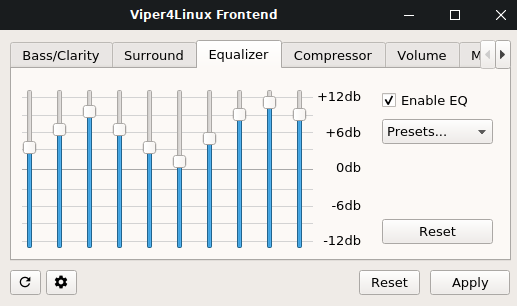 Viper4Linux Frontend
Bass/Clarity Surround Equalizer Compressor Volume
+12db
Enable EQ
+6db
Presets...
0db
-6db
Reset
-12db
Reset Apply